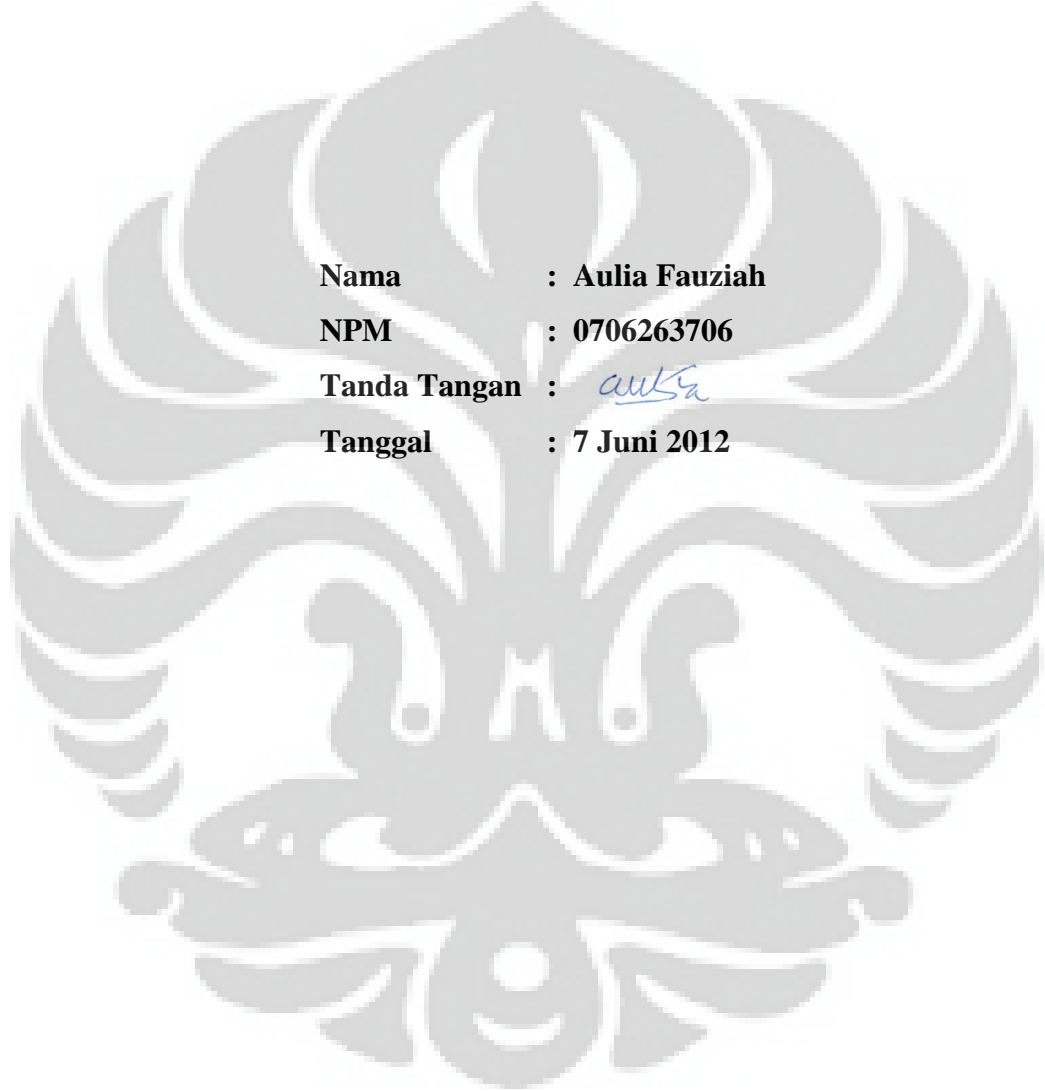 Nama : Aulia Fauziah
NPM : 0706263706
Tanda Tangan :
Tanggal : 7 Juni 2012